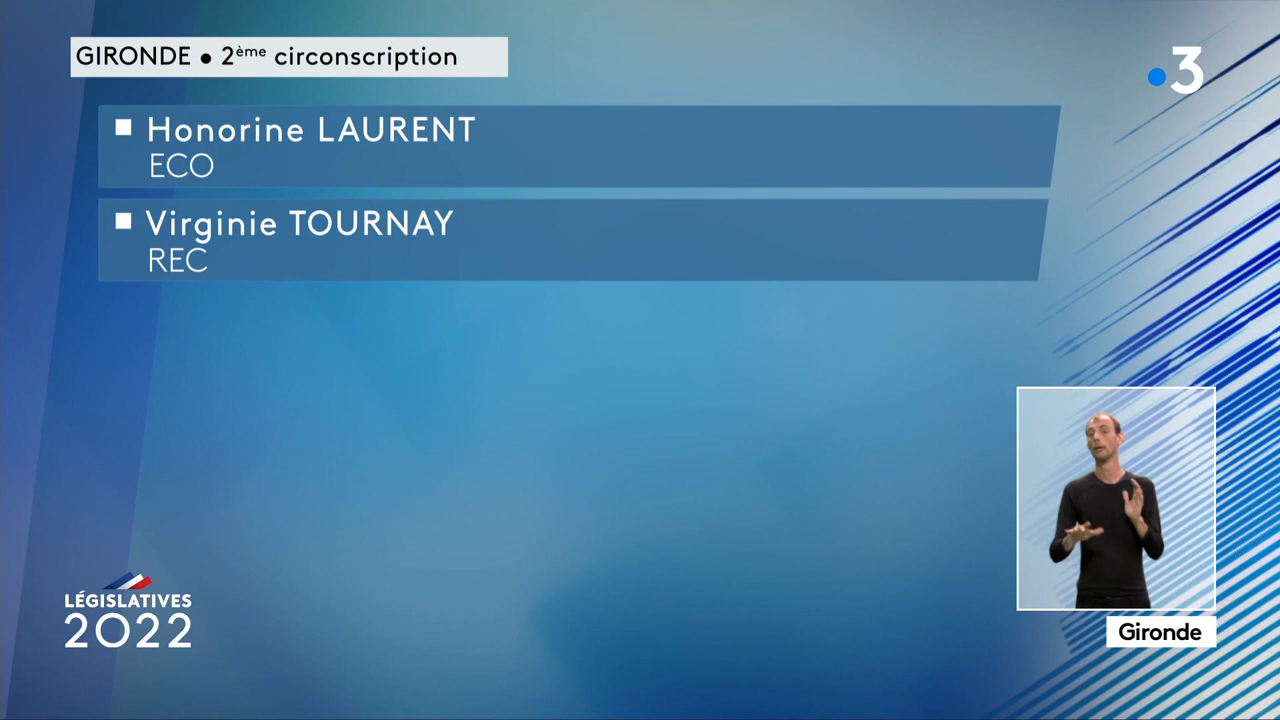 GIRONDE ● 2ème circonscription
3
Honorine LAURENT
ECO
Virginie TOURNAY
REC
LÉGISLATIVES
2022
Gironde